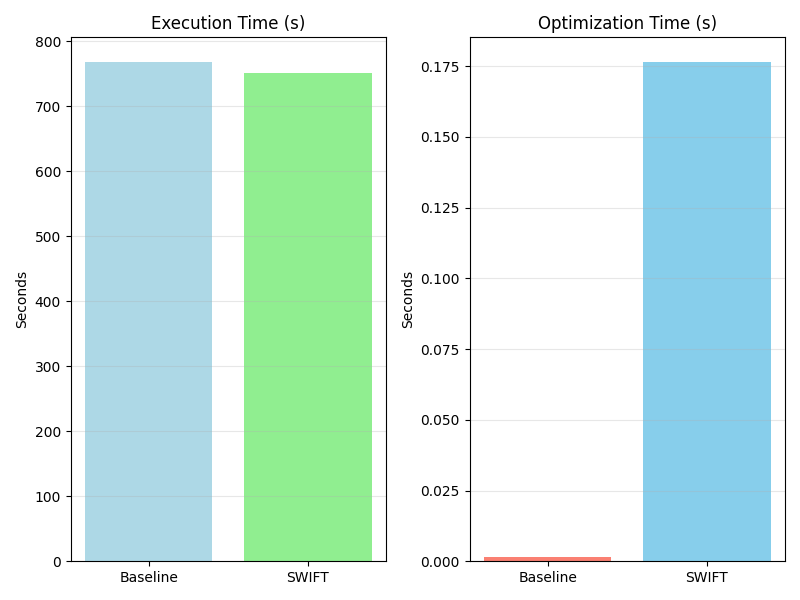 Execution Time (s)
800
700
600
500
400
300
200
100
0
Seconds
Baseline
SWIFT
Optimization Time (s)
0.175
0.150
0.125
0.100
0.075
0.050
0.025
0.000
Seconds
Baseline
SWIFT